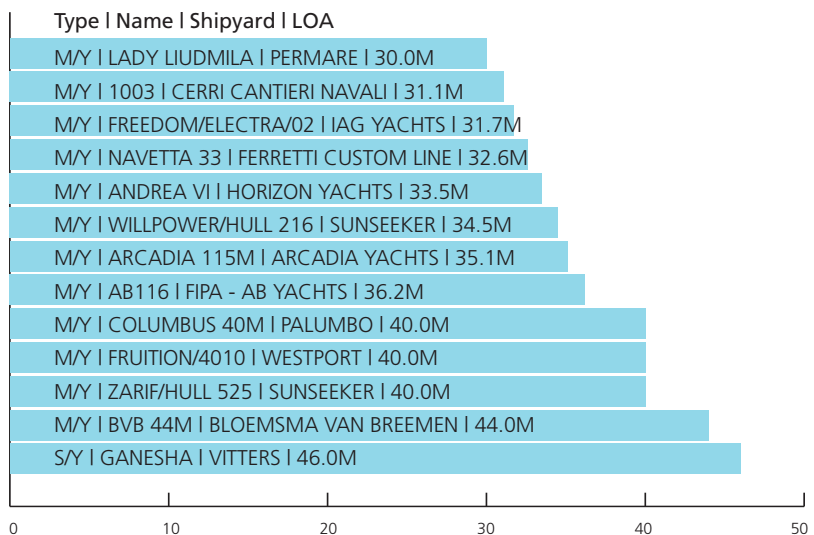 Type | Name | Shipyard | LOA
M/Y | LADY LIUDMILA | PERMARE | 30.0M
M/Y | 1003 | CERRI CANTIERI NAVALI | 31.1M
M/Y | FREEDOM/ELECTRA/02 | IAG YACHTS | 31.7M
M/Y | NAVETTA 33 | FERRETTI CUSTOM LINE | 32.6M
M/Y | ANDREA VI | HORIZON YACHTS | 33.5M
M/Y | WILLPOWER/HULL 216 | SUNSEEKER | 34.5M
M/Y | ARCADIA 115M | ARCADIA YACHTS | 35.1M
M/Y | AB116 | FIPA - AB YACHTS | 36.2M
M/Y | COLUMBUS 40M | PALUMBO | 40.0M
M/Y | FRUITION/4010 | WESTPORT | 40.0M
M/Y | ZARIF/HULL 525 | SUNSEEKER | 40.0M
M/Y | BVB 44M | BLOEMSMA VAN BREEMEN | 44.0M
S/Y | GANESHA | VITTERS | 46.0M
0 10 20 30 40 50